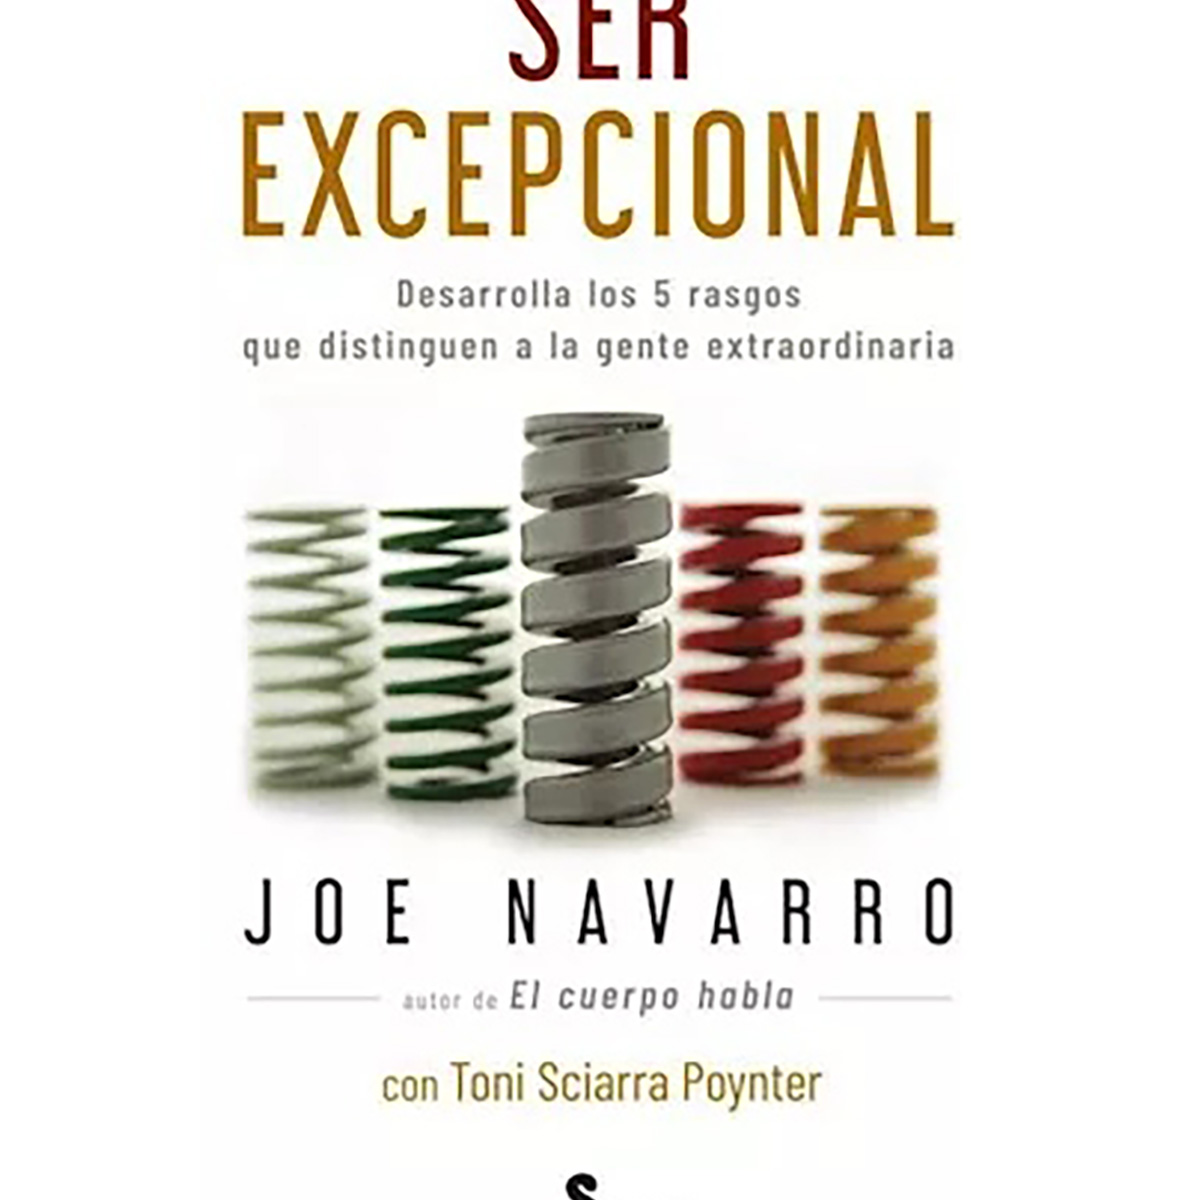 SER
EXCEPCIONAL
Desarrolla los 5 rasgos
que distinguen a la gente extraordinaria
JOE NAVARRO
autor de El cuerpo habla
con Toni Sciarra Poynter